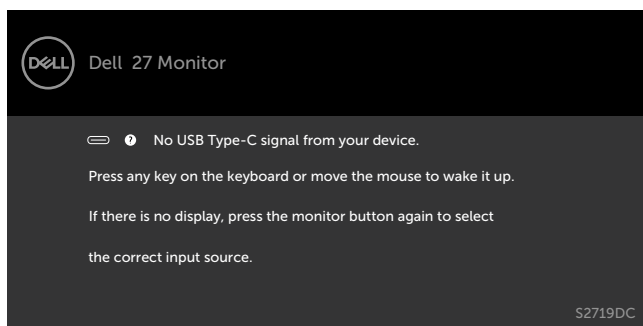 DELL
Dell 27 Monitor
? No USB Type-C signal from your device.
Press any key on the keyboard or move the mouse to wake it up.
If there is no display, press the monitor button again to select
the correct input source.
S2719DC